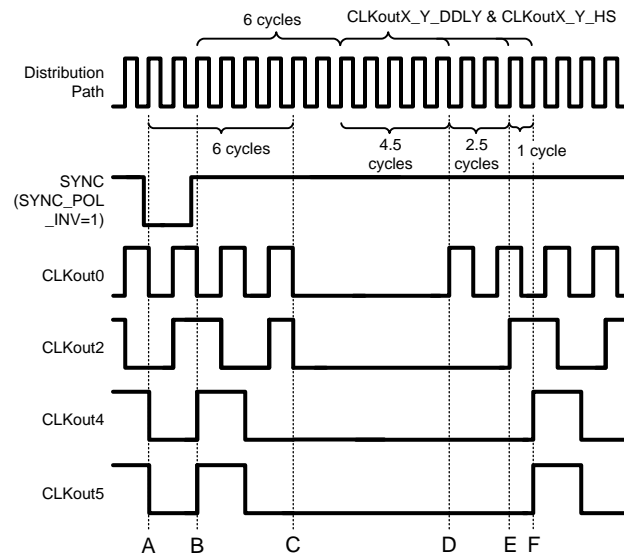 6 cycles
CLKoutX_Y_DDLY & CLKoutX_Y_HS
Distribution
Path
6 cycles
4.5
cycles
2.5
cycles
1 cycle
SYNC
(SYNC_POL
_INV=1)
CLKout0
CLKout2
CLKout4
CLKout5
A B C D E F